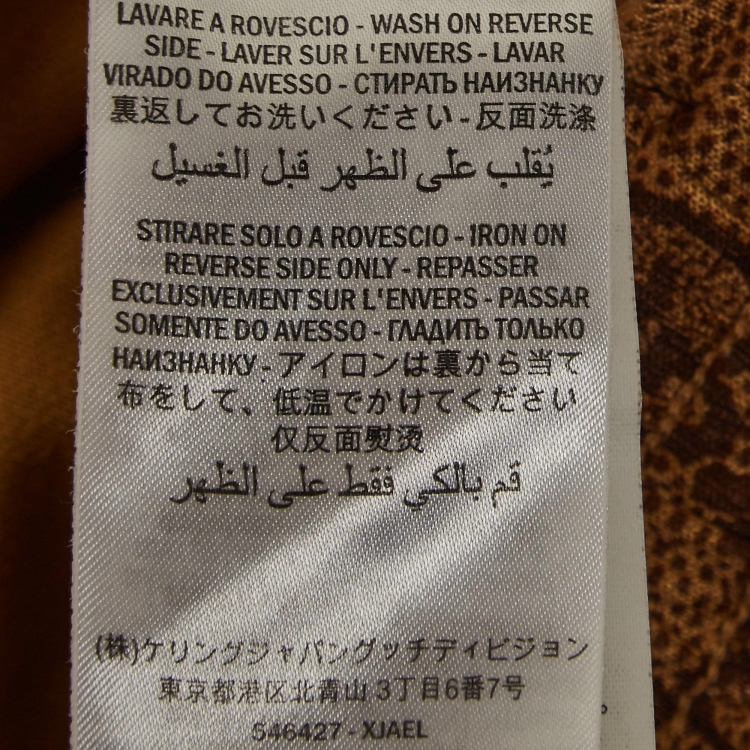 LAVARE A ROVESCIO - WASH ON REVERSE
SIDE - LAVER SUR L'ENVERS - LAVAR
VIRADO DO AVESSO - СТИРАТЬ НАИЗНАНКУ
裏返してお洗いください - 反面洗涤
يُقلب على الظهر قبل الغسيل
STIRARE SOLO A ROVESCIO - IRON ON
REVERSE SIDE ONLY - REPASSER
EXCLUSIVEMENT SUR L'ENVERS - PASSAR
SOMENTE DO AVESSO - ГЛАДИТЬ ТОЛЬКО
НАИЗНАНКУ - アイロンは裏から当て
布をして、低温でかけてください
仅反面熨烫
قم بالكي فقط على الظهر
(株)ケリングジャパングッチディビジョン
東京都港区北青山 3丁目6番7号
546427 - XJAEL